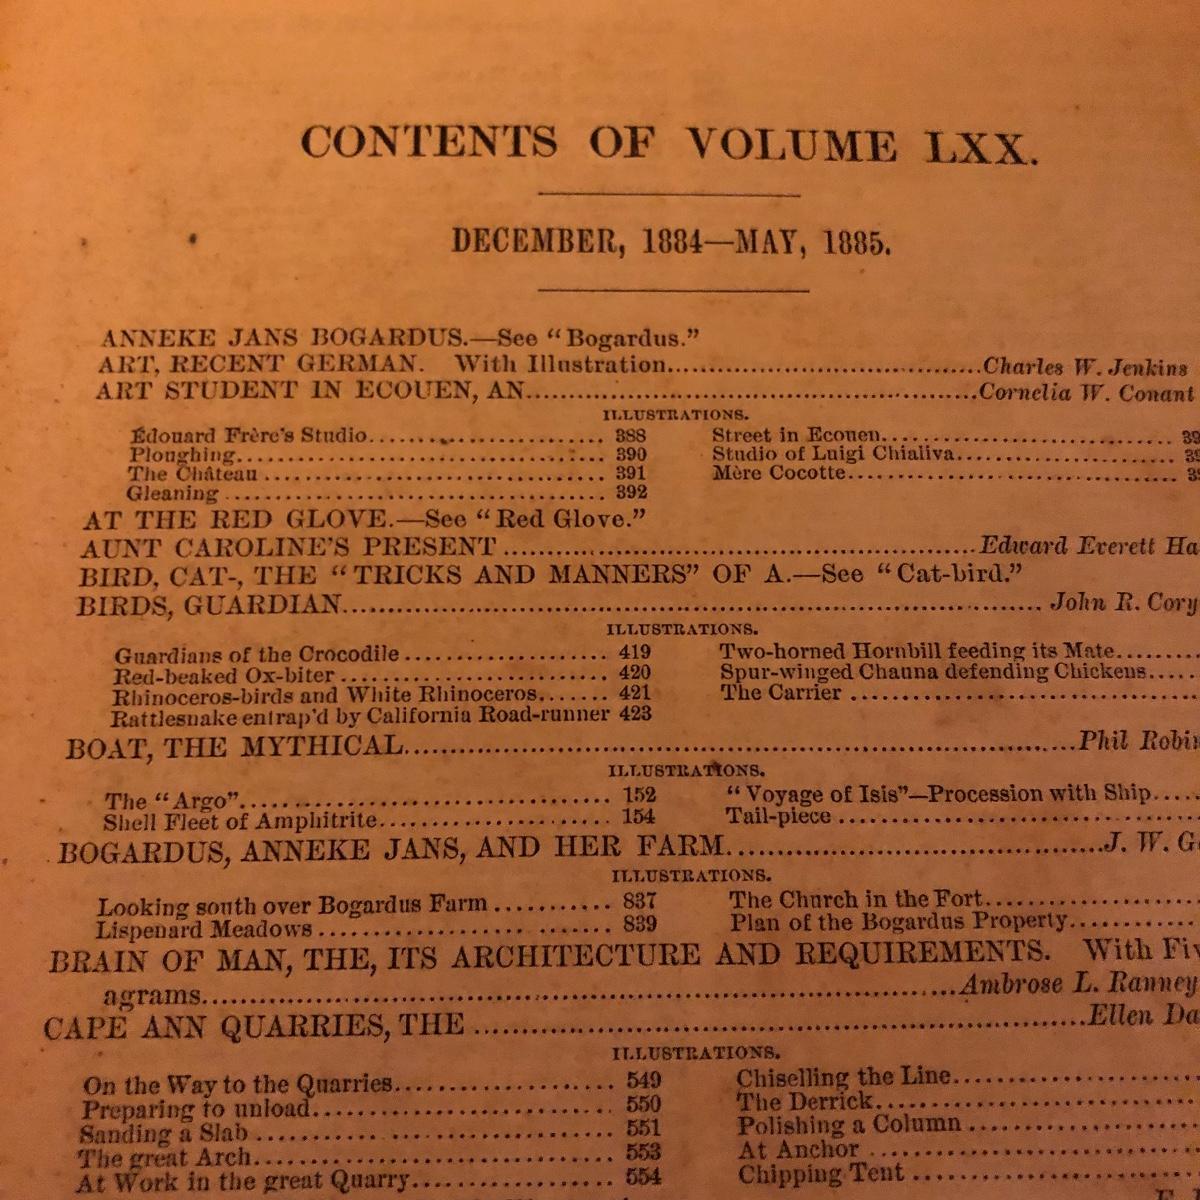 CONTENTS OF VOLUME LXX.
DECEMBER, 1884—MAY, 1885.
ANNEKE JANS BOGARDUS.—See “Bogardus.”
ART, RECENT GERMAN. With Illustration....................Charles W. Jenkins
ART STUDENT IN ECOUEN, AN....................Cornelia W. Conant
ILLUSTRATIONS.
Édouard Frère’s Studio.................... 388 Street in Ecouen....................
Ploughing.................... 390 Studio of Luigi Chialiva....................
The Château .................... 391 Mère Cocotte....................
Gleaning .................... 392
AT THE RED GLOVE.—See “Red Glove.”
AUNT CAROLINE’S PRESENT ....................Edward Everett
BIRD, CAT-, THE “TRICKS AND MANNERS” OF A.—See “Cat-bird.”
BIRDS, GUARDIAN.................... John R. Cory
ILLUSTRATIONS.
Guardians of the Crocodile .................... 419 Two-horned Hornbill feeding its Mate......
Red-beaked Ox-biter .................... 420 Spur-winged Chauna defending Chickens.....
Rhinoceros-birds and White Rhinoceros....... 421 The Carrier ....................
Rattlesnake entrap’d by California Road-runner 423
BOAT, THE MYTHICAL....................Phil
ILLUSTRATIONS.
The “Argo”.................... 152 “Voyage of Isis”—Procession with Ship.....
Shell Fleet of Amphitrite.................... 154 Tail-piece ....................
BOGARDUS, ANNEKE JANS, AND HER FARM....................J. W.
ILLUSTRATIONS.
Looking south over Bogardus Farm ........... 837 The Church in the Fort....................
Lispenard Meadows .................... 839 Plan of the Bogardus Property............
BRAIN OF MAN, THE, ITS ARCHITECTURE AND REQUIREMENTS. With
agrams....................Ambrose L. Ranney
CAPE ANN QUARRIES, THE ....................Ellen
ILLUSTRATIONS.
On the Way to the Quarries.................... 549 Chiselling the Line....................
Preparing to unload.................... 550 The Derrick....................
Sanding a Slab .................... 551 Polishing a Column ....................
The great Arch.................... 553 At Anchor ....................
At Work in the great Quarry.................... 554 Chipping Tent ....................